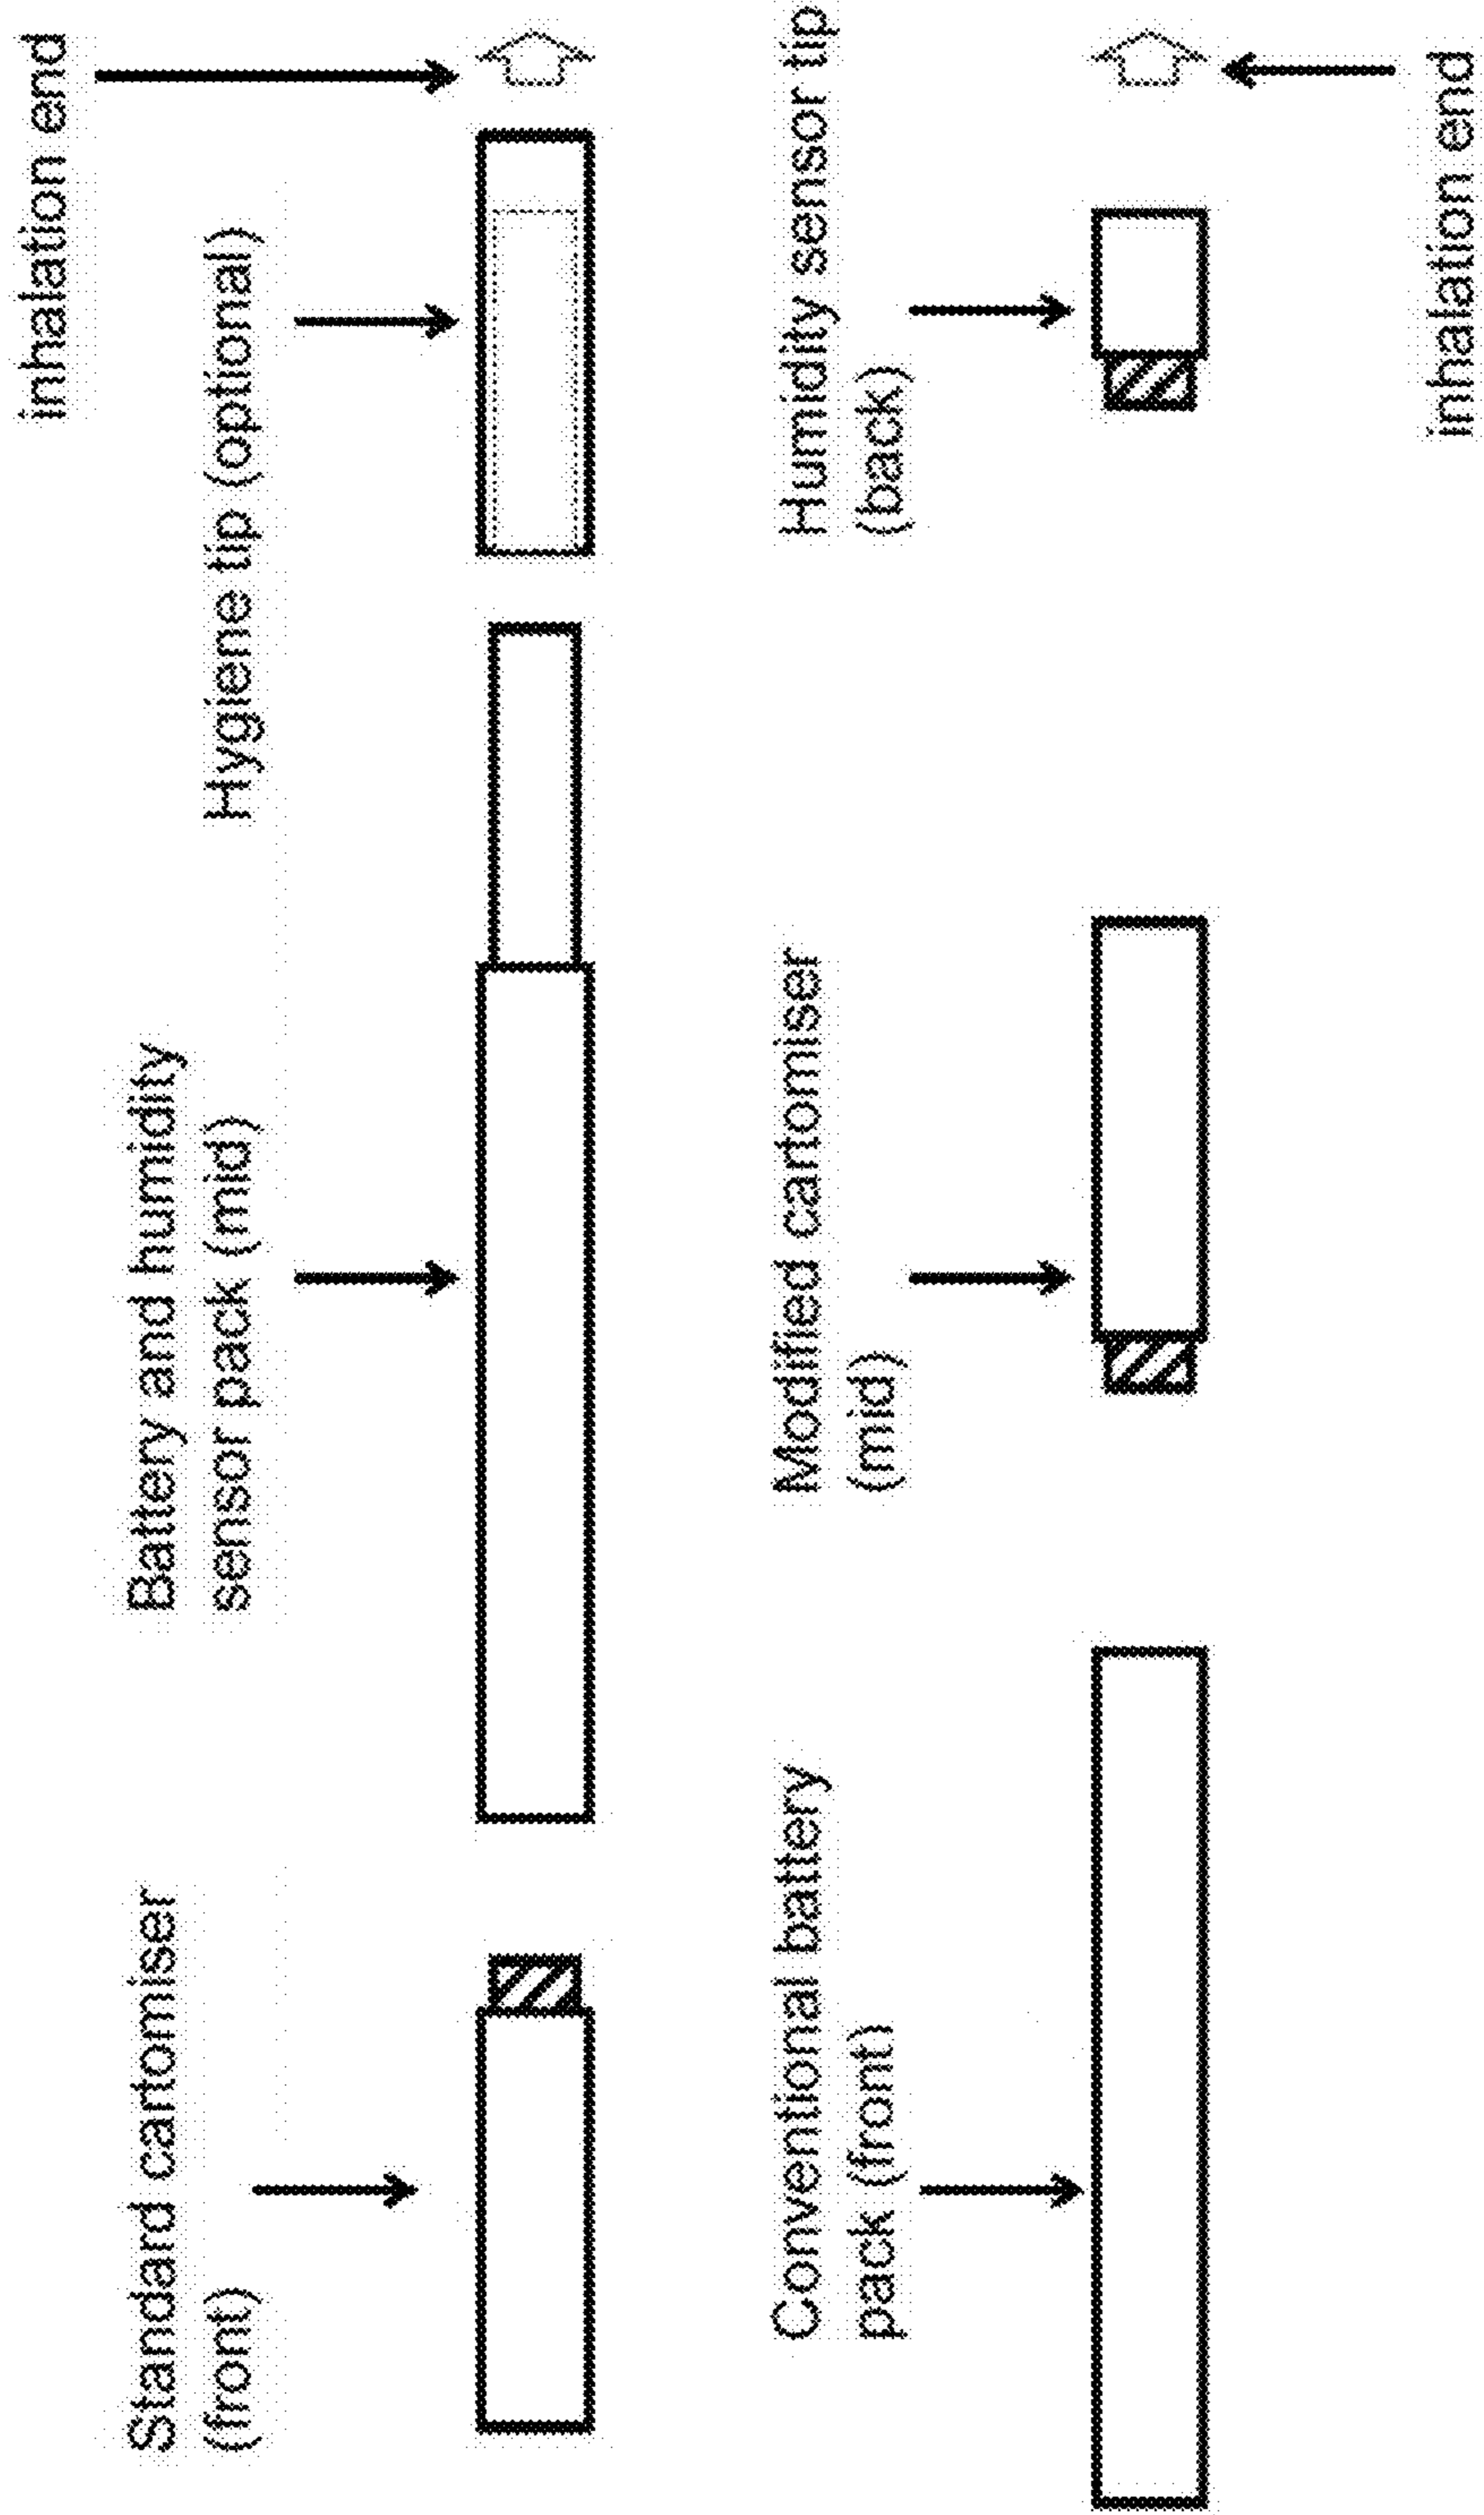 inhalation end
Standard cartomiser
(front)
Battery and humidity
sensor pack (mid)
Hygiene tip (optional)
Conventional battery
pack (front)
Modified cartomiser
(mid)
Humidity sensor tip
(back)
inhalation end